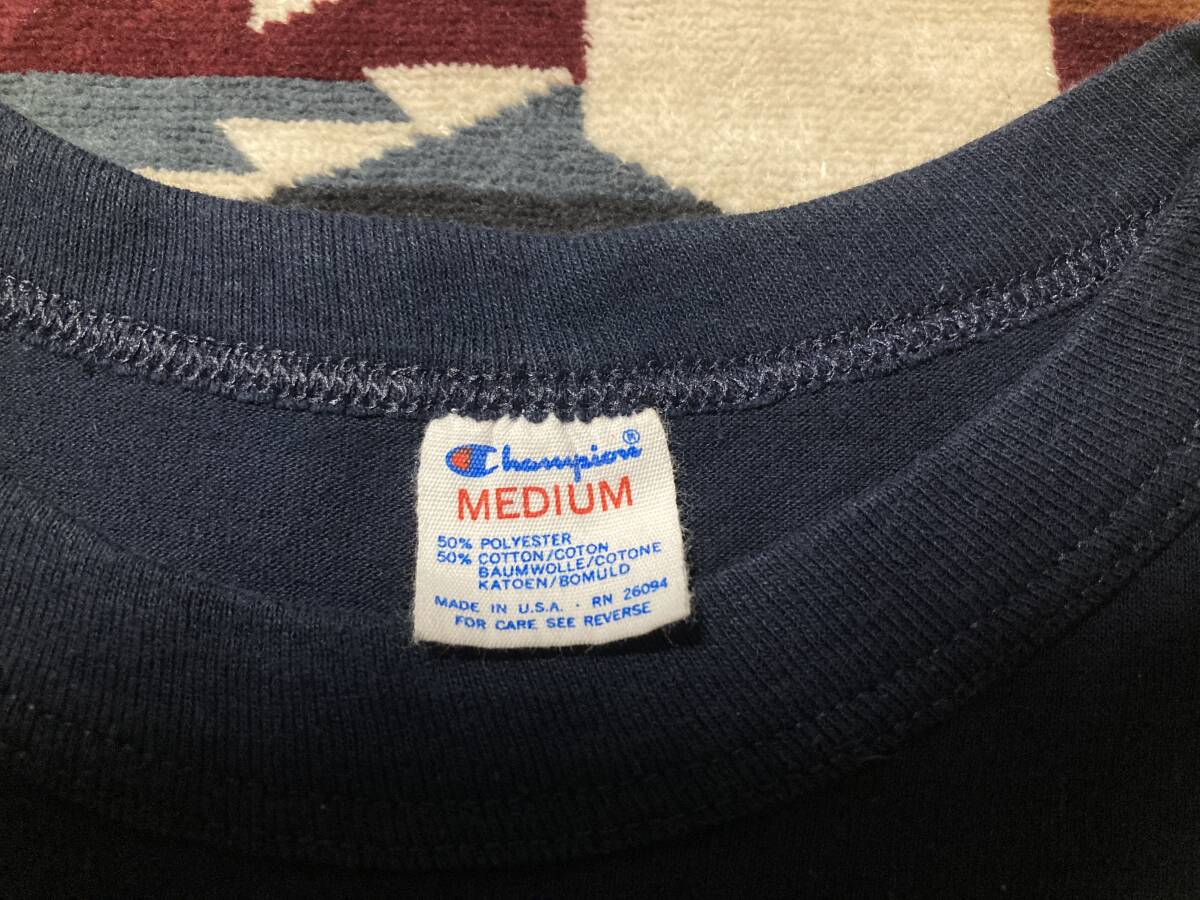 Champion®
MEDIUM
50% POLYESTER
50% COTTON/COTON
BAUMWOLLE/COTONE
KATOEN/BOMULD
MADE IN U.S.A. · RN 26094
FOR CARE SEE REVERSE